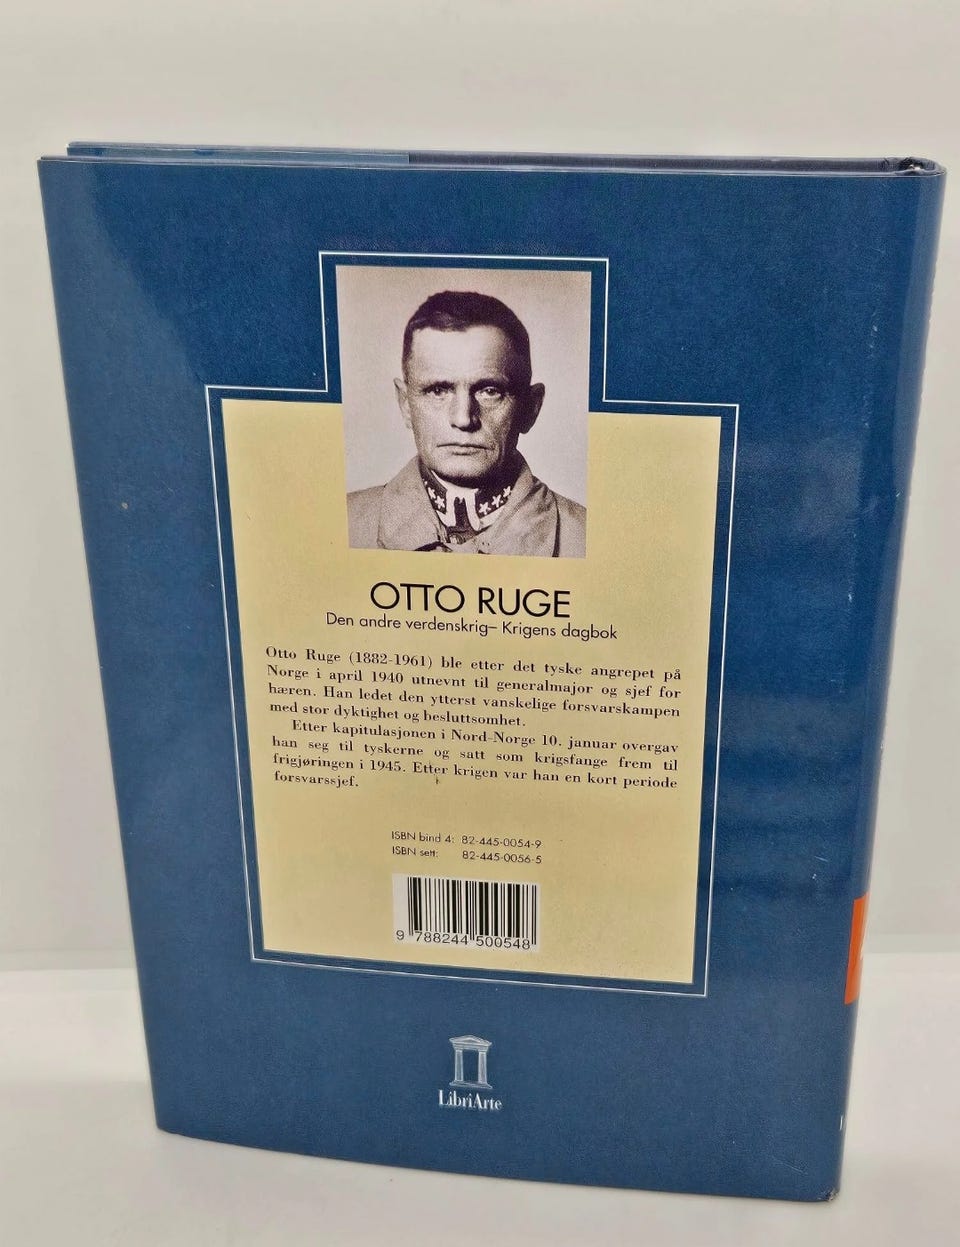 OTTO RUGE
Den andre verdenskrig– Krigens dagbok
Otto Ruge (1882-1961) ble etter det tyske angrepet på
Norge i april 1940 utnevnt til generalmajor og sjef for
hæren. Han ledet den ytterst vanskelige forsvarskampen
med stor dyktighet og besluttsomhet.
Etter kapitulasjonen i Nord-Norge 10. januar overgav
han seg til tyskerne og satt som krigsfange frem til
frigjøringen i 1945. Etter krigen var han en kort periode
forsvarssjef.
ISBN bind 4: 82-445-0054-9
ISBN sett: 82-445-0056-5
9 788244 500548
LibriArte